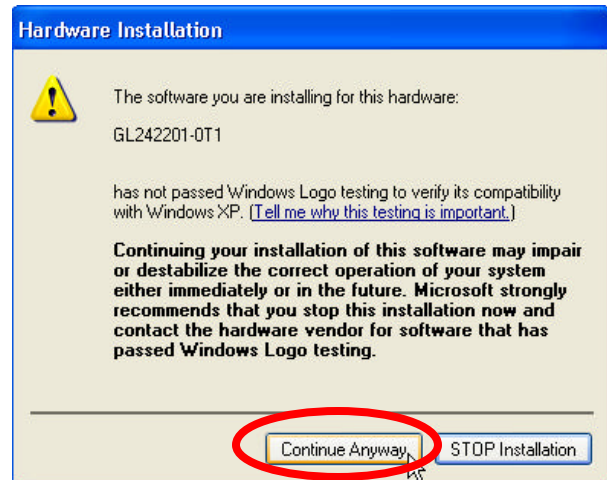 Hardware Installation
The software you are installing for this hardware:
GL242201-0T1
has not passed Windows Logo testing to verify its compatibility
with Windows XP. (Tell me why this testing is important.)
Continuing your installation of this software may impair
or destabilize the correct operation of your system
either immediately or in the future. Microsoft strongly
recommends that you stop this installation now and
contact the hardware vendor for software that has
passed Windows Logo testing.
Continue Anyway
STOP Installation